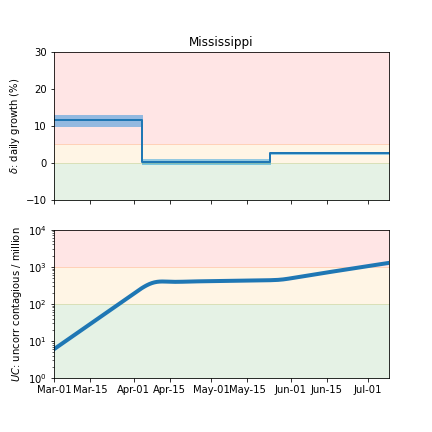 Mississippi
δ: daily growth (%)
30
20
10
0
−10
UC: uncorr contagious / million
10⁴
10³
10²
10¹
10⁰
Mar-01 Mar-15 Apr-01 Apr-15 May-01 May-15 Jun-01 Jun-15 Jul-01